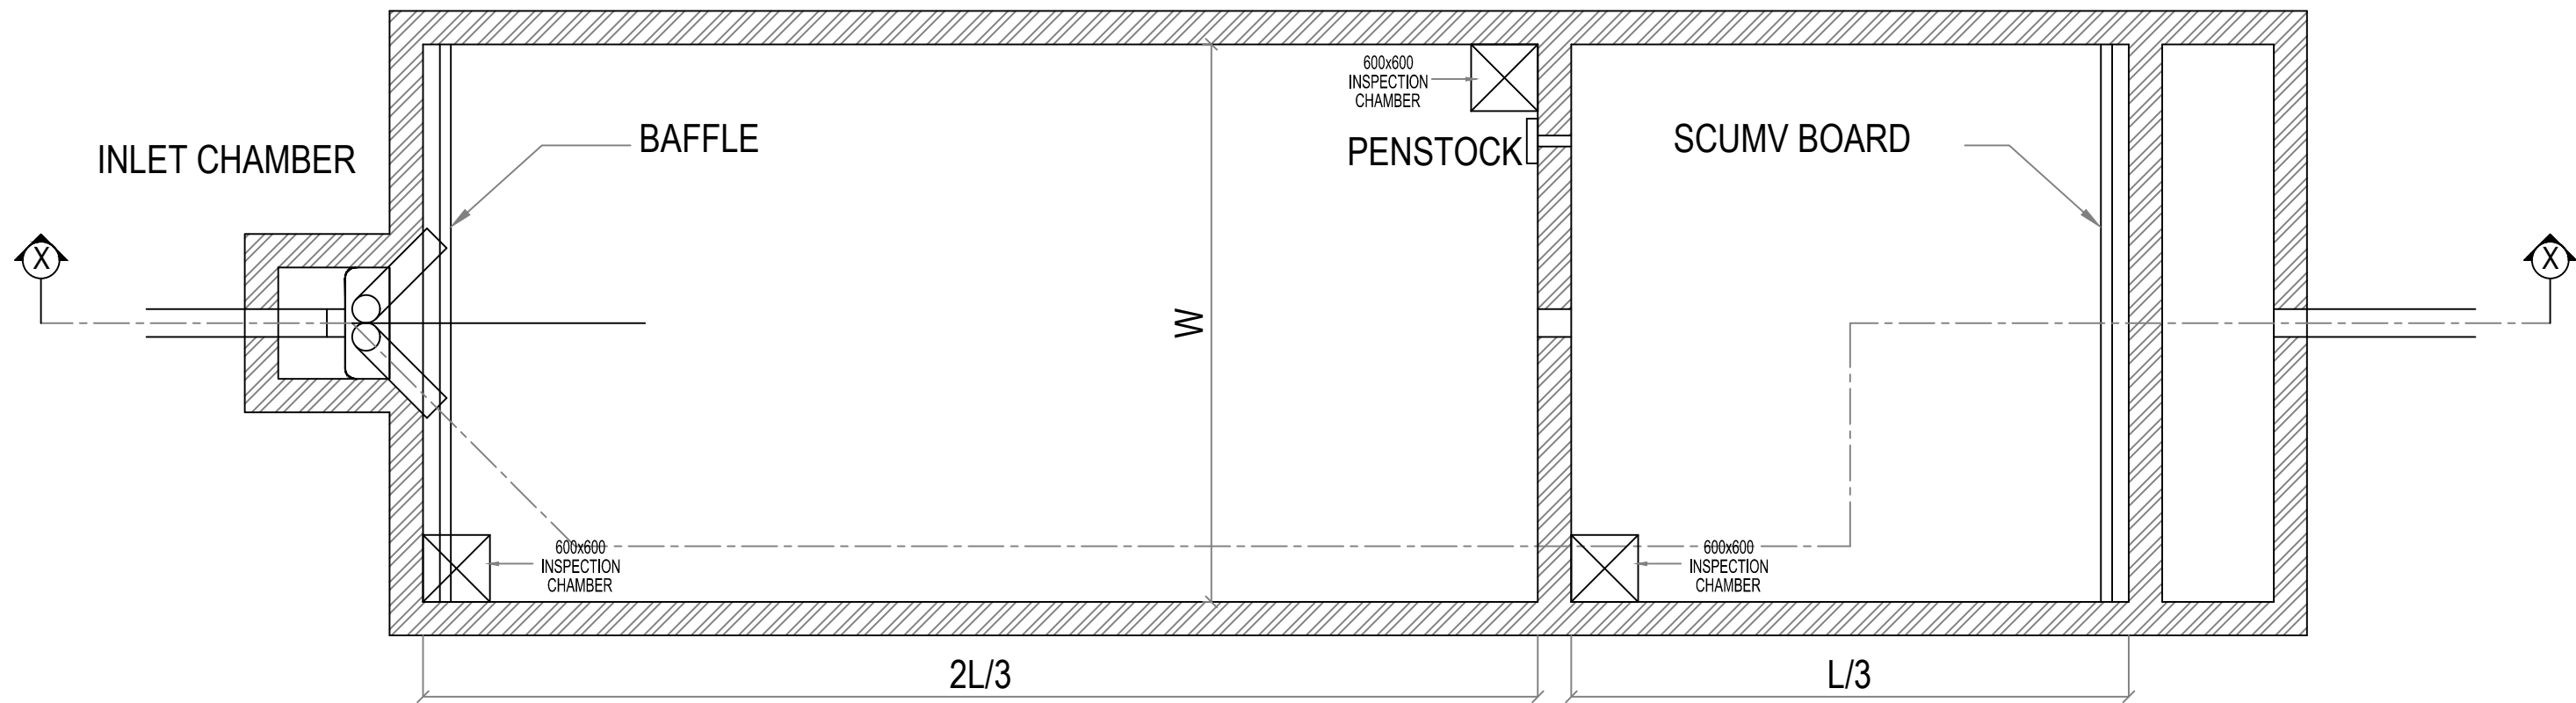 600x600
INSPECTION
CHAMBER
BAFFLE
SCUMV BOARD
INLET CHAMBER
PENSTOCK
X
X
W
600x600
INSPECTION
CHAMBER
600x600
INSPECTION
CHAMBER
2L/3
L/3